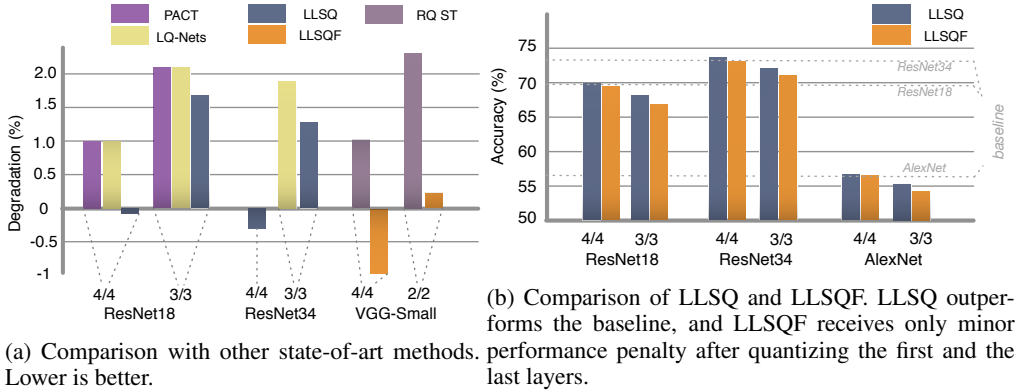 PACT LLSQ RQ ST
LQ-Nets LLSQF
Degradation (%)
2.0
1.5
1.0
0.5
0
-0.5
-1
4/4 3/3 4/4 3/3 4/4 2/2
ResNet18 ResNet34 VGG-Small
(a) Comparison with other state-of-art methods.
Lower is better.
LLSQ
LLSQF
Accuracy (%)
75
70
65
60
55
50
ResNet34
ResNet18
AlexNet
baseline
4/4 3/3 4/4 3/3 4/4 3/3
ResNet18 ResNet34 AlexNet
(b) Comparison of LLSQ and LLSQF. LLSQ outper-
forms the baseline, and LLSQF receives only minor
performance penalty after quantizing the first and the
last layers.